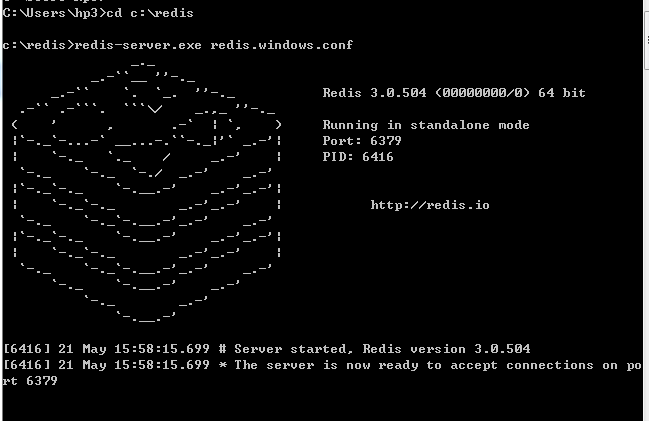 C:\Users\hp3>cd c:\redis
c:\redis>redis-server.exe redis.windows.conf
Redis 3.0.504 (00000000/0) 64 bit
Running in standalone mode
Port: 6379
PID: 6416
http://redis.io
[6416] 21 May 15:58:15.699 # Server started, Redis version 3.0.504
[6416] 21 May 15:58:15.699 * The server is now ready to accept connections on po
rt 6379